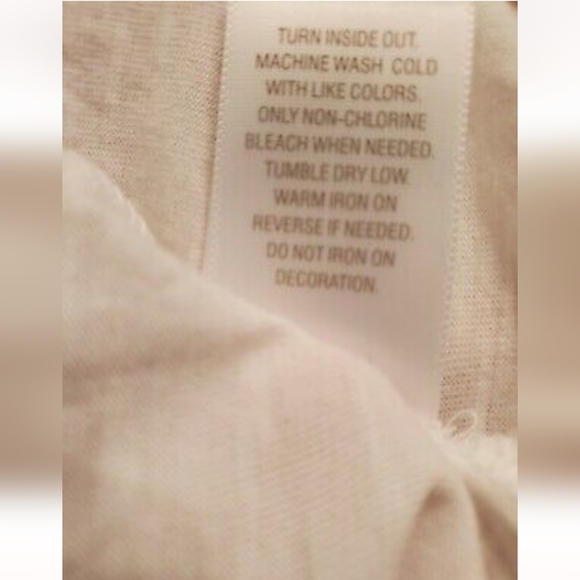 TURN INSIDE OUT.
MACHINE WASH COLD
WITH LIKE COLORS.
ONLY NON-CHLORINE
BLEACH WHEN NEEDED.
TUMBLE DRY LOW.
WARM IRON ON
REVERSE IF NEEDED.
DO NOT IRON ON
DECORATION.